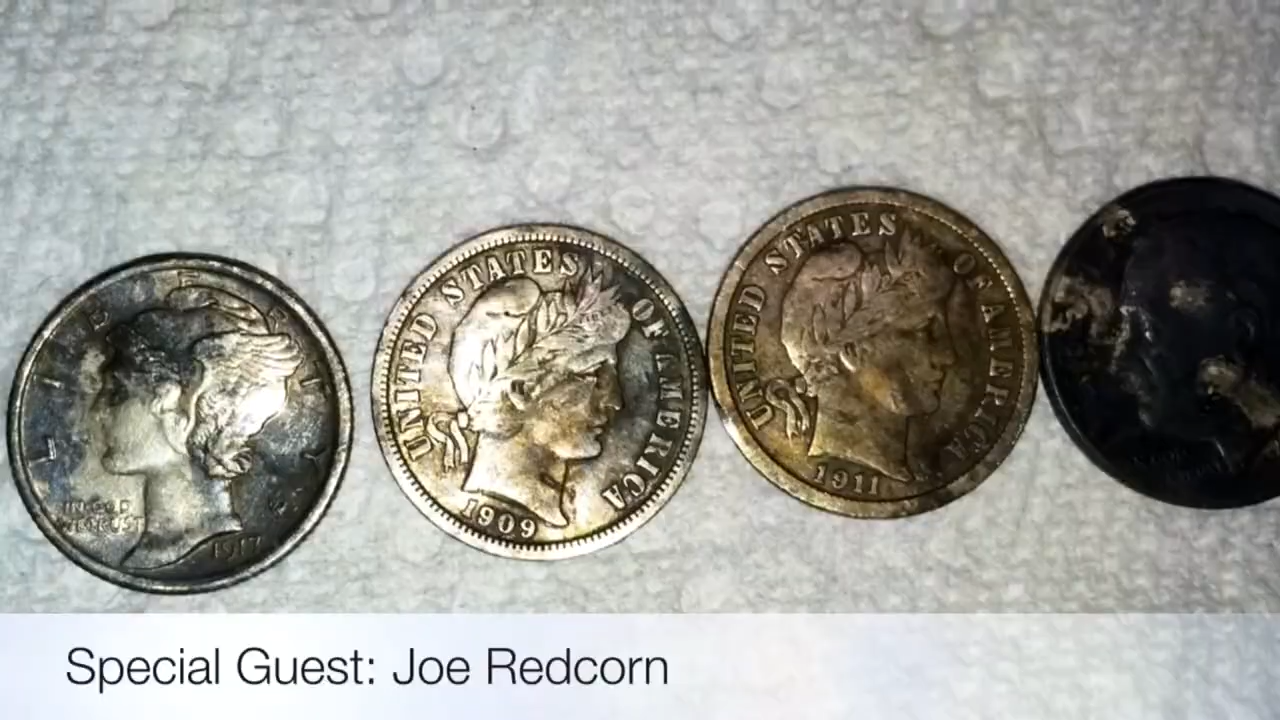 LIBERTY
IN GOD
WE TRUST
1917
UNITED STATES OF AMERICA
1909
UNITED STATES OF AMERICA
1911
Special Guest: Joe Redcorn